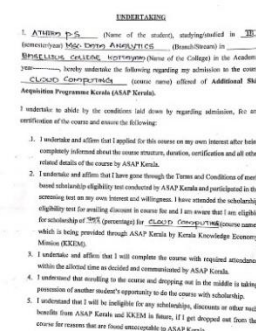 UNDERTAKING
I, ATHIRA P S (Name of the student), studying/studied in III
(semester/year) MSc. DATA ANALYTICS (Branch/Stream) in
BASELIUS COLLEGE KOTTAYAM (Name of the College) in the Academ
year , hereby undertake the following regarding my admission to the cour
CLOUD COMPUTING (course name) offered of Additional Ski
Acquisition Programme Kerala (ASAP Kerala).
I undertake to abide by the conditions laid down by regarding admission, fee an
certification of the course and ensure the following:
1. I undertake and affirm that I applied for this course on my own interest after bein
completely informed about the course structure, duration, certification and all othe
related details of the course by ASAP Kerala.
2. I undertake and affirm that I have gone through the Terms and Conditions of
based scholarship eligibility test conducted by ASAP Kerala and participated in th
screening test on my own interest and willingness. I have attended the scholarshi
eligibility test for availing discount in course fee and I am aware that I am eligibl
for scholarship of (percentage) for CLOUD COMPUTING course name
which is being provided through ASAP Kerala by Kerala Knowledge Econom
Mission (KKEM).
3. I undertake and affirm that I will complete the course with required attendanc
within the allotted time as decided and communicated by ASAP Kerala.
4. I understood that enrolling to the course and dropping out in the middle is takin
possession of another student's opportunity to do the course with scholarship.
5. I understand that I will be ineligible for any scholarships, discounts or other suc
benefits from ASAP Kerala and KKEM in future, if I get dropped out from th
course for reasons that are found unacceptable to ASAP Kerala